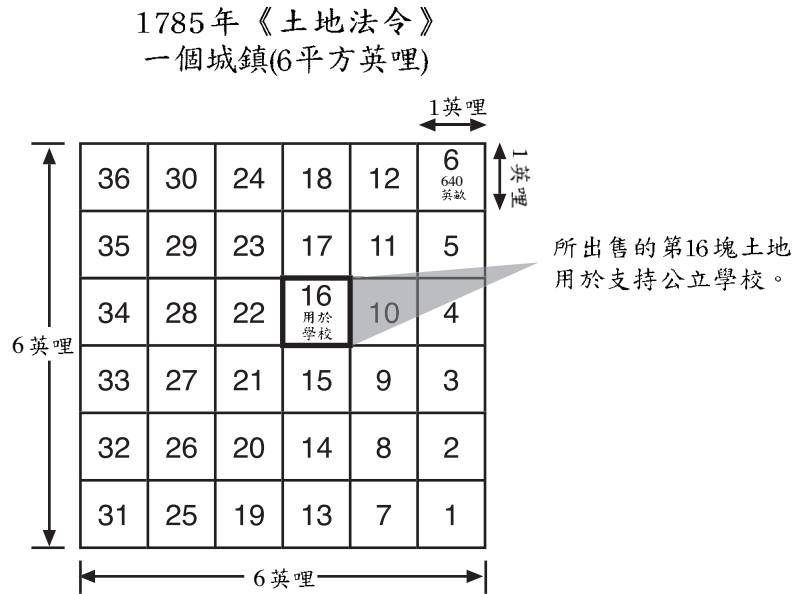 1785年《土地法令》
一個城鎮(6平方英哩)
1英哩
36 30 24 18 12 6
640
英畝
1英哩
35 29 23 17 11 5
所出售的第16塊土地
用於支持公立學校。
34 28 22 16 10 4
用於
學校
6英哩
33 27 21 15 9 3
32 26 20 14 8 2
31 25 19 13 7 1
6英哩